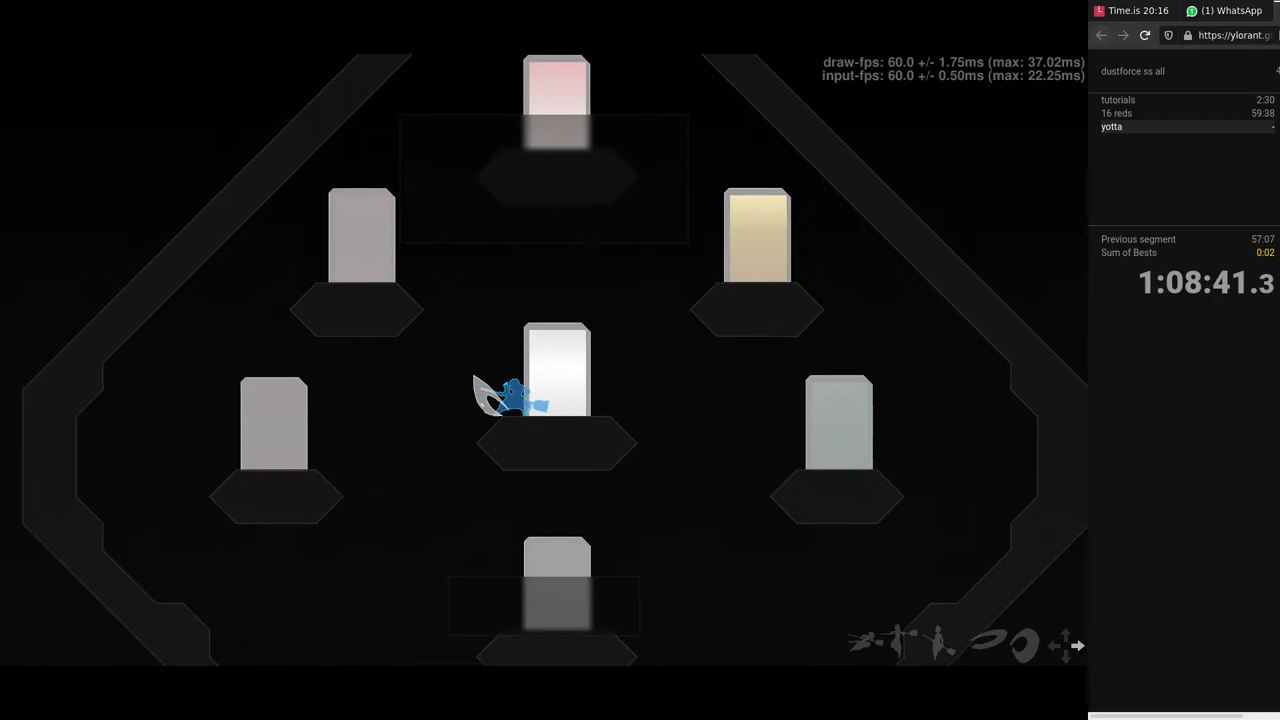 Time.is 20:16
(1) WhatsApp
https://ylorant.g
draw-fps: 60.0 +/- 1.75ms (max: 37.02ms)
input-fps: 60.0 +/- 0.50ms (max: 22.25ms)
dustforce ss all
tutorials 2:30
16 reds 59:38
yotta -
Previous segment 57:07
Sum of Bests 0:02
1:08:41.3